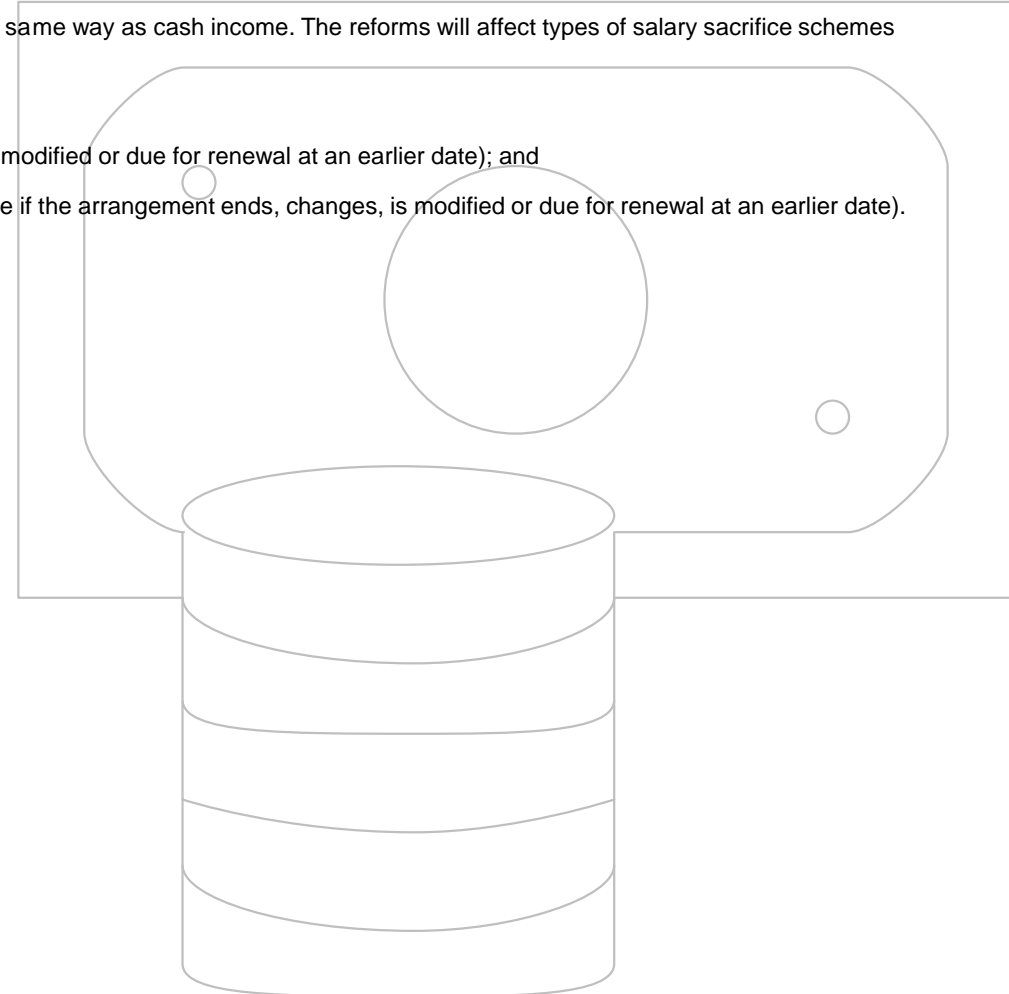 same way as cash income. The reforms will affect types of salary sacrifice schemes
modified or due for renewal at an earlier date); and
e if the arrangement ends, changes, is modified or due for renewal at an earlier date).